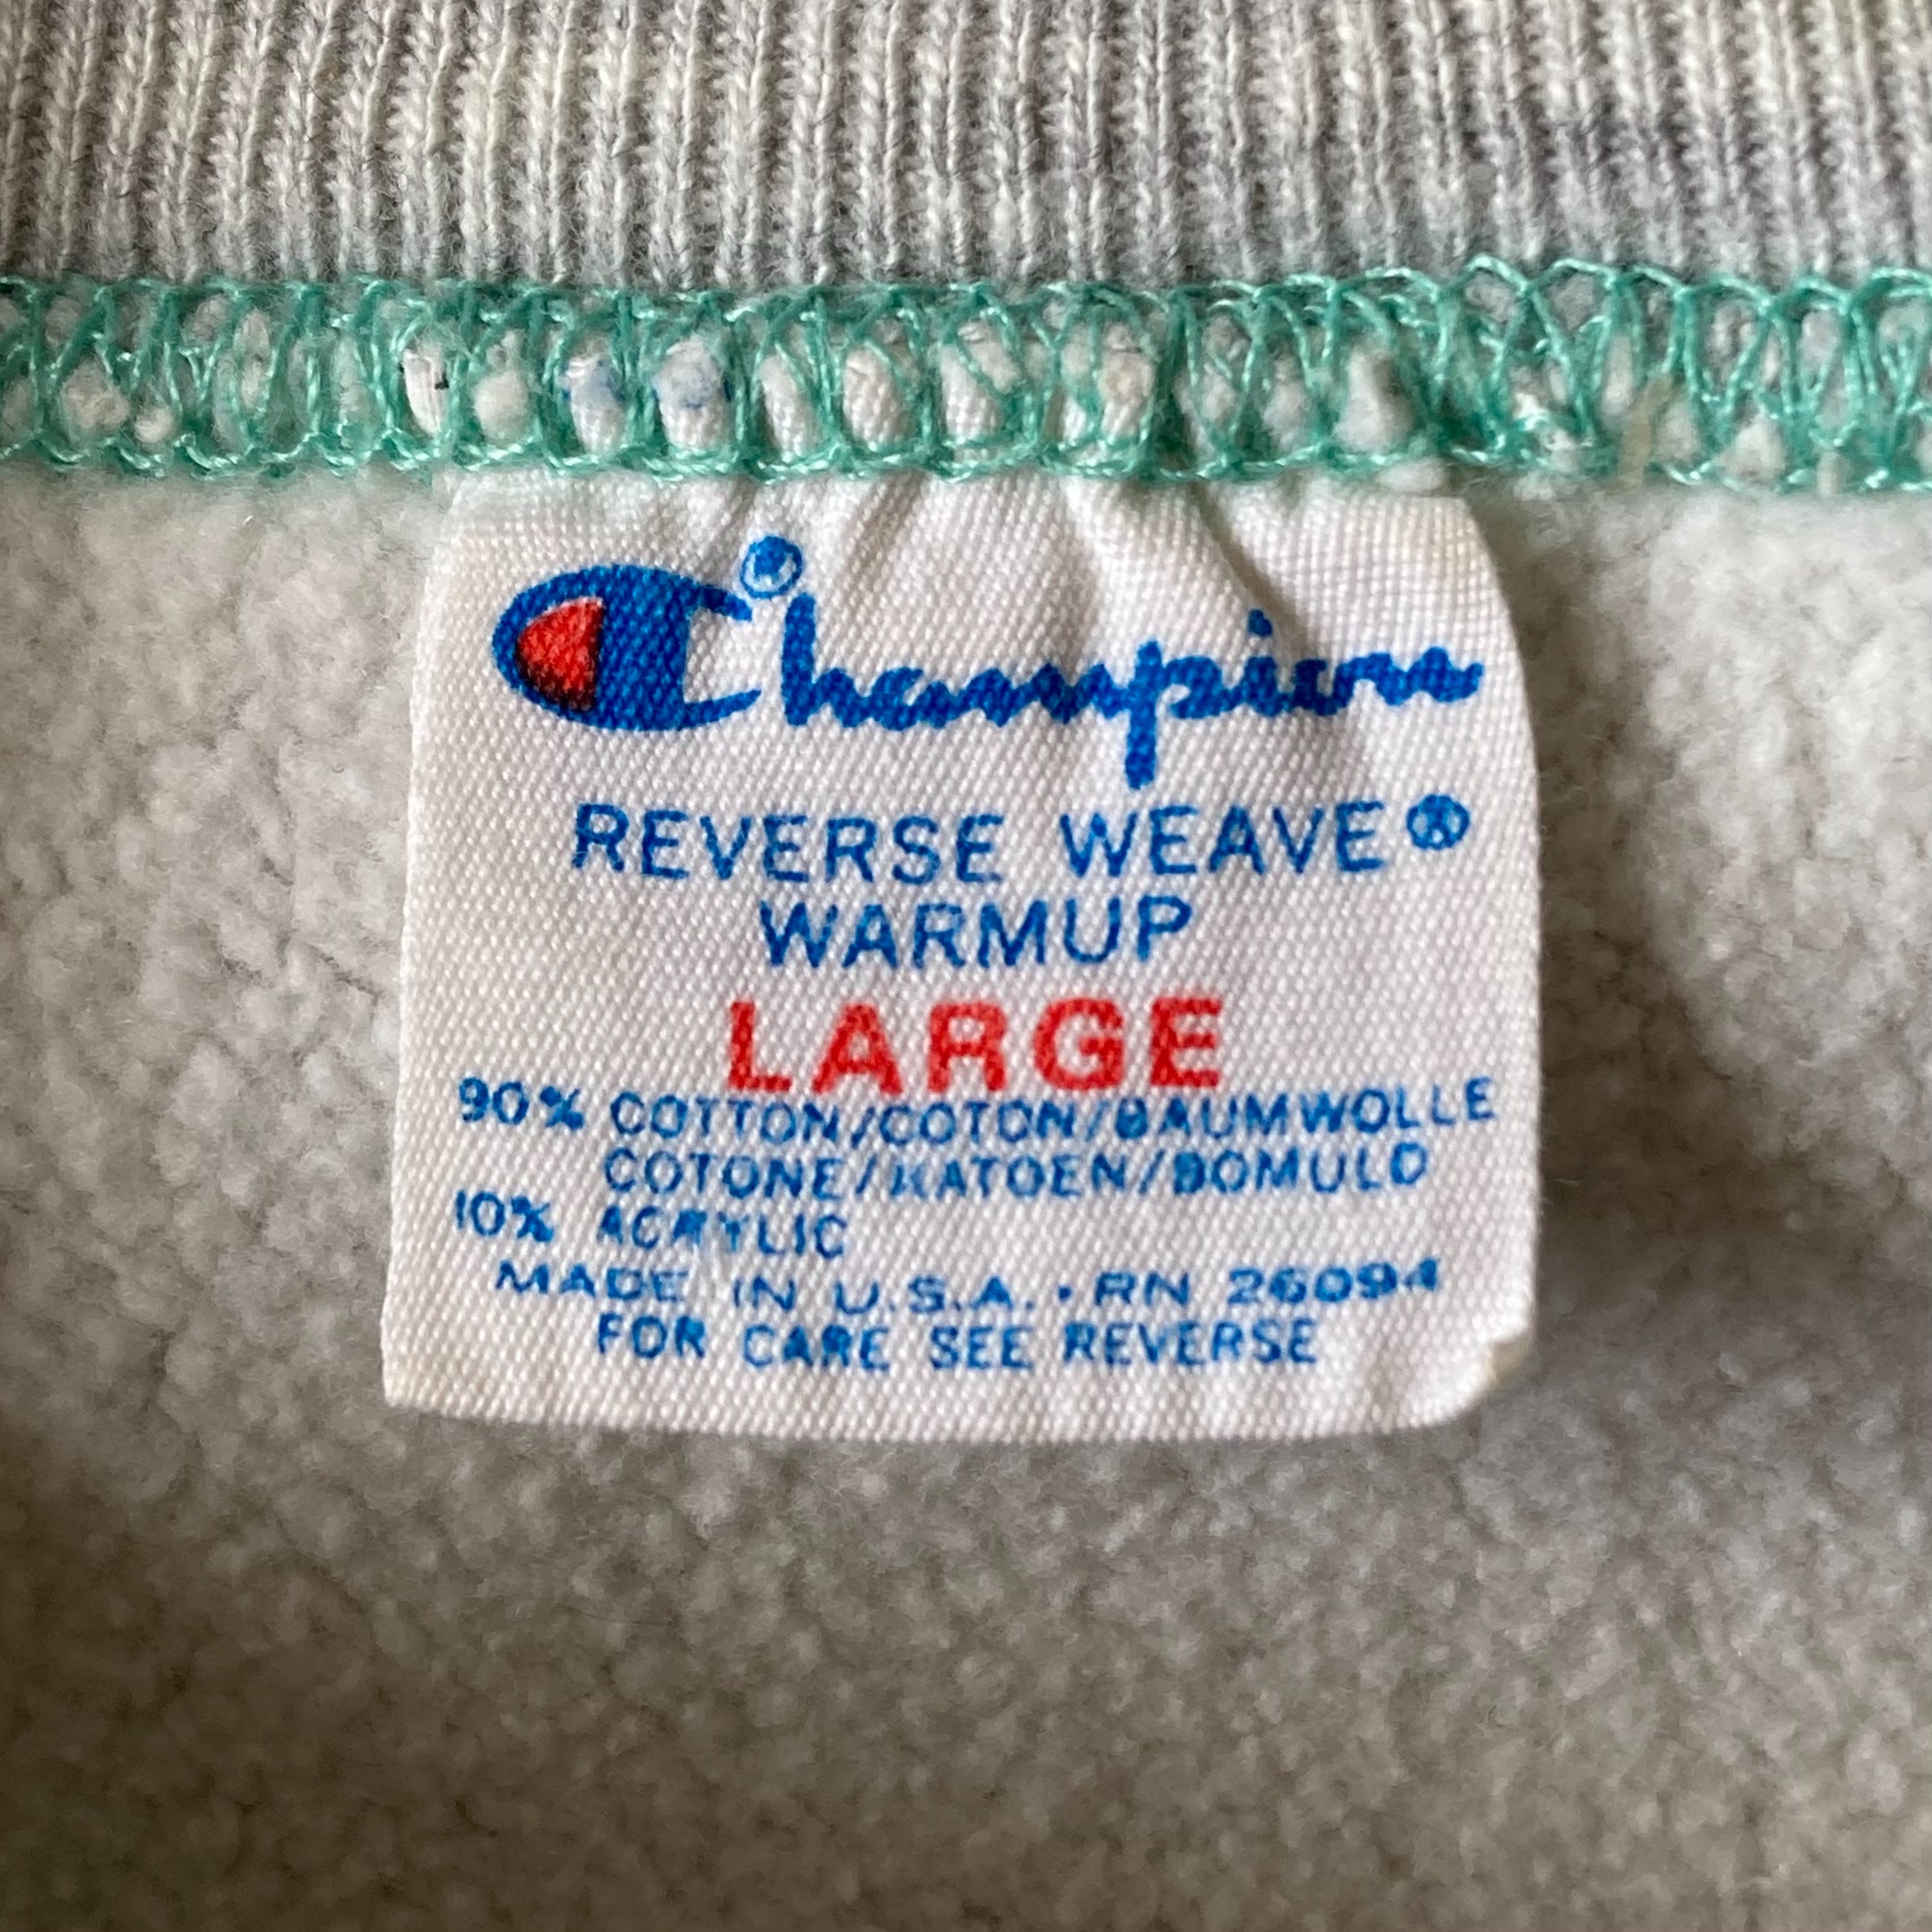 Champion®
REVERSE WEAVE®
WARMUP
LARGE
90% COTTON/COTON/BAUMWOLLE
COTONE/KATOEN/BOMULD
10% ACRYLIC
MADE IN U.S.A. • RN 26094
FOR CARE SEE REVERSE